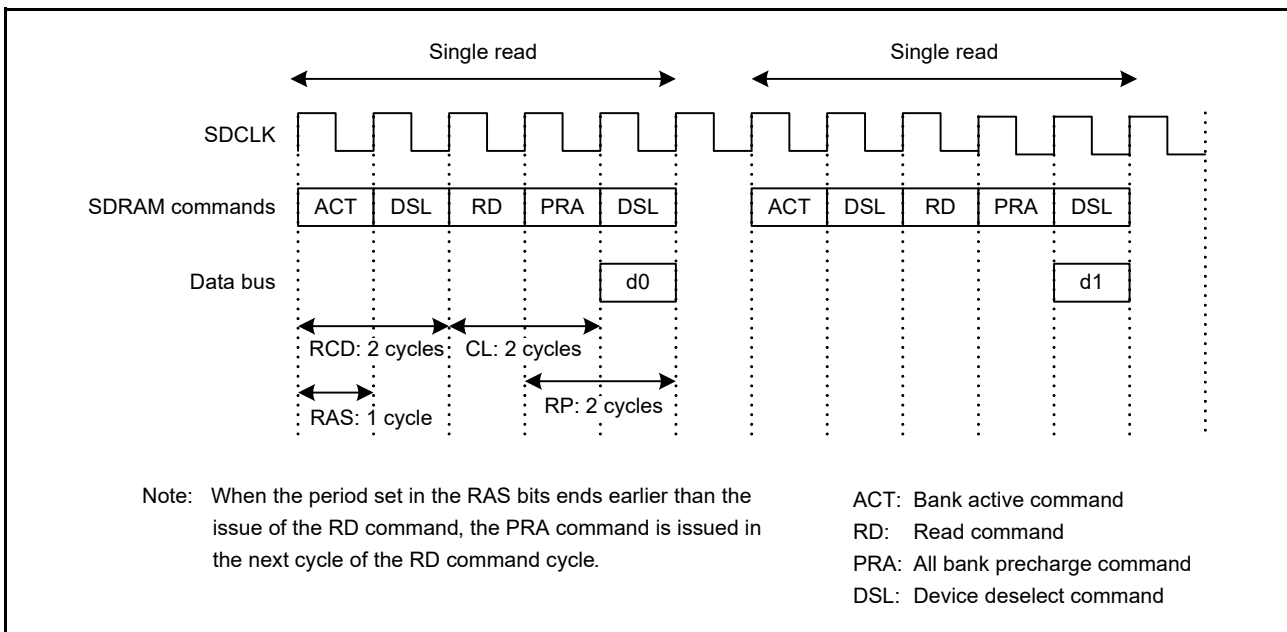 Single read Single read
SDCLK
SDRAM commands ACT DSL RD PRA DSL ACT DSL RD PRA DSL
Data bus d0 d1
RCD: 2 cycles CL: 2 cycles
RAS: 1 cycle RP: 2 cycles
Note: When the period set in the RAS bits ends earlier than the
issue of the RD command, the PRA command is issued in
the next cycle of the RD command cycle.
ACT: Bank active command
RD: Read command
PRA: All bank precharge command
DSL: Device deselect command